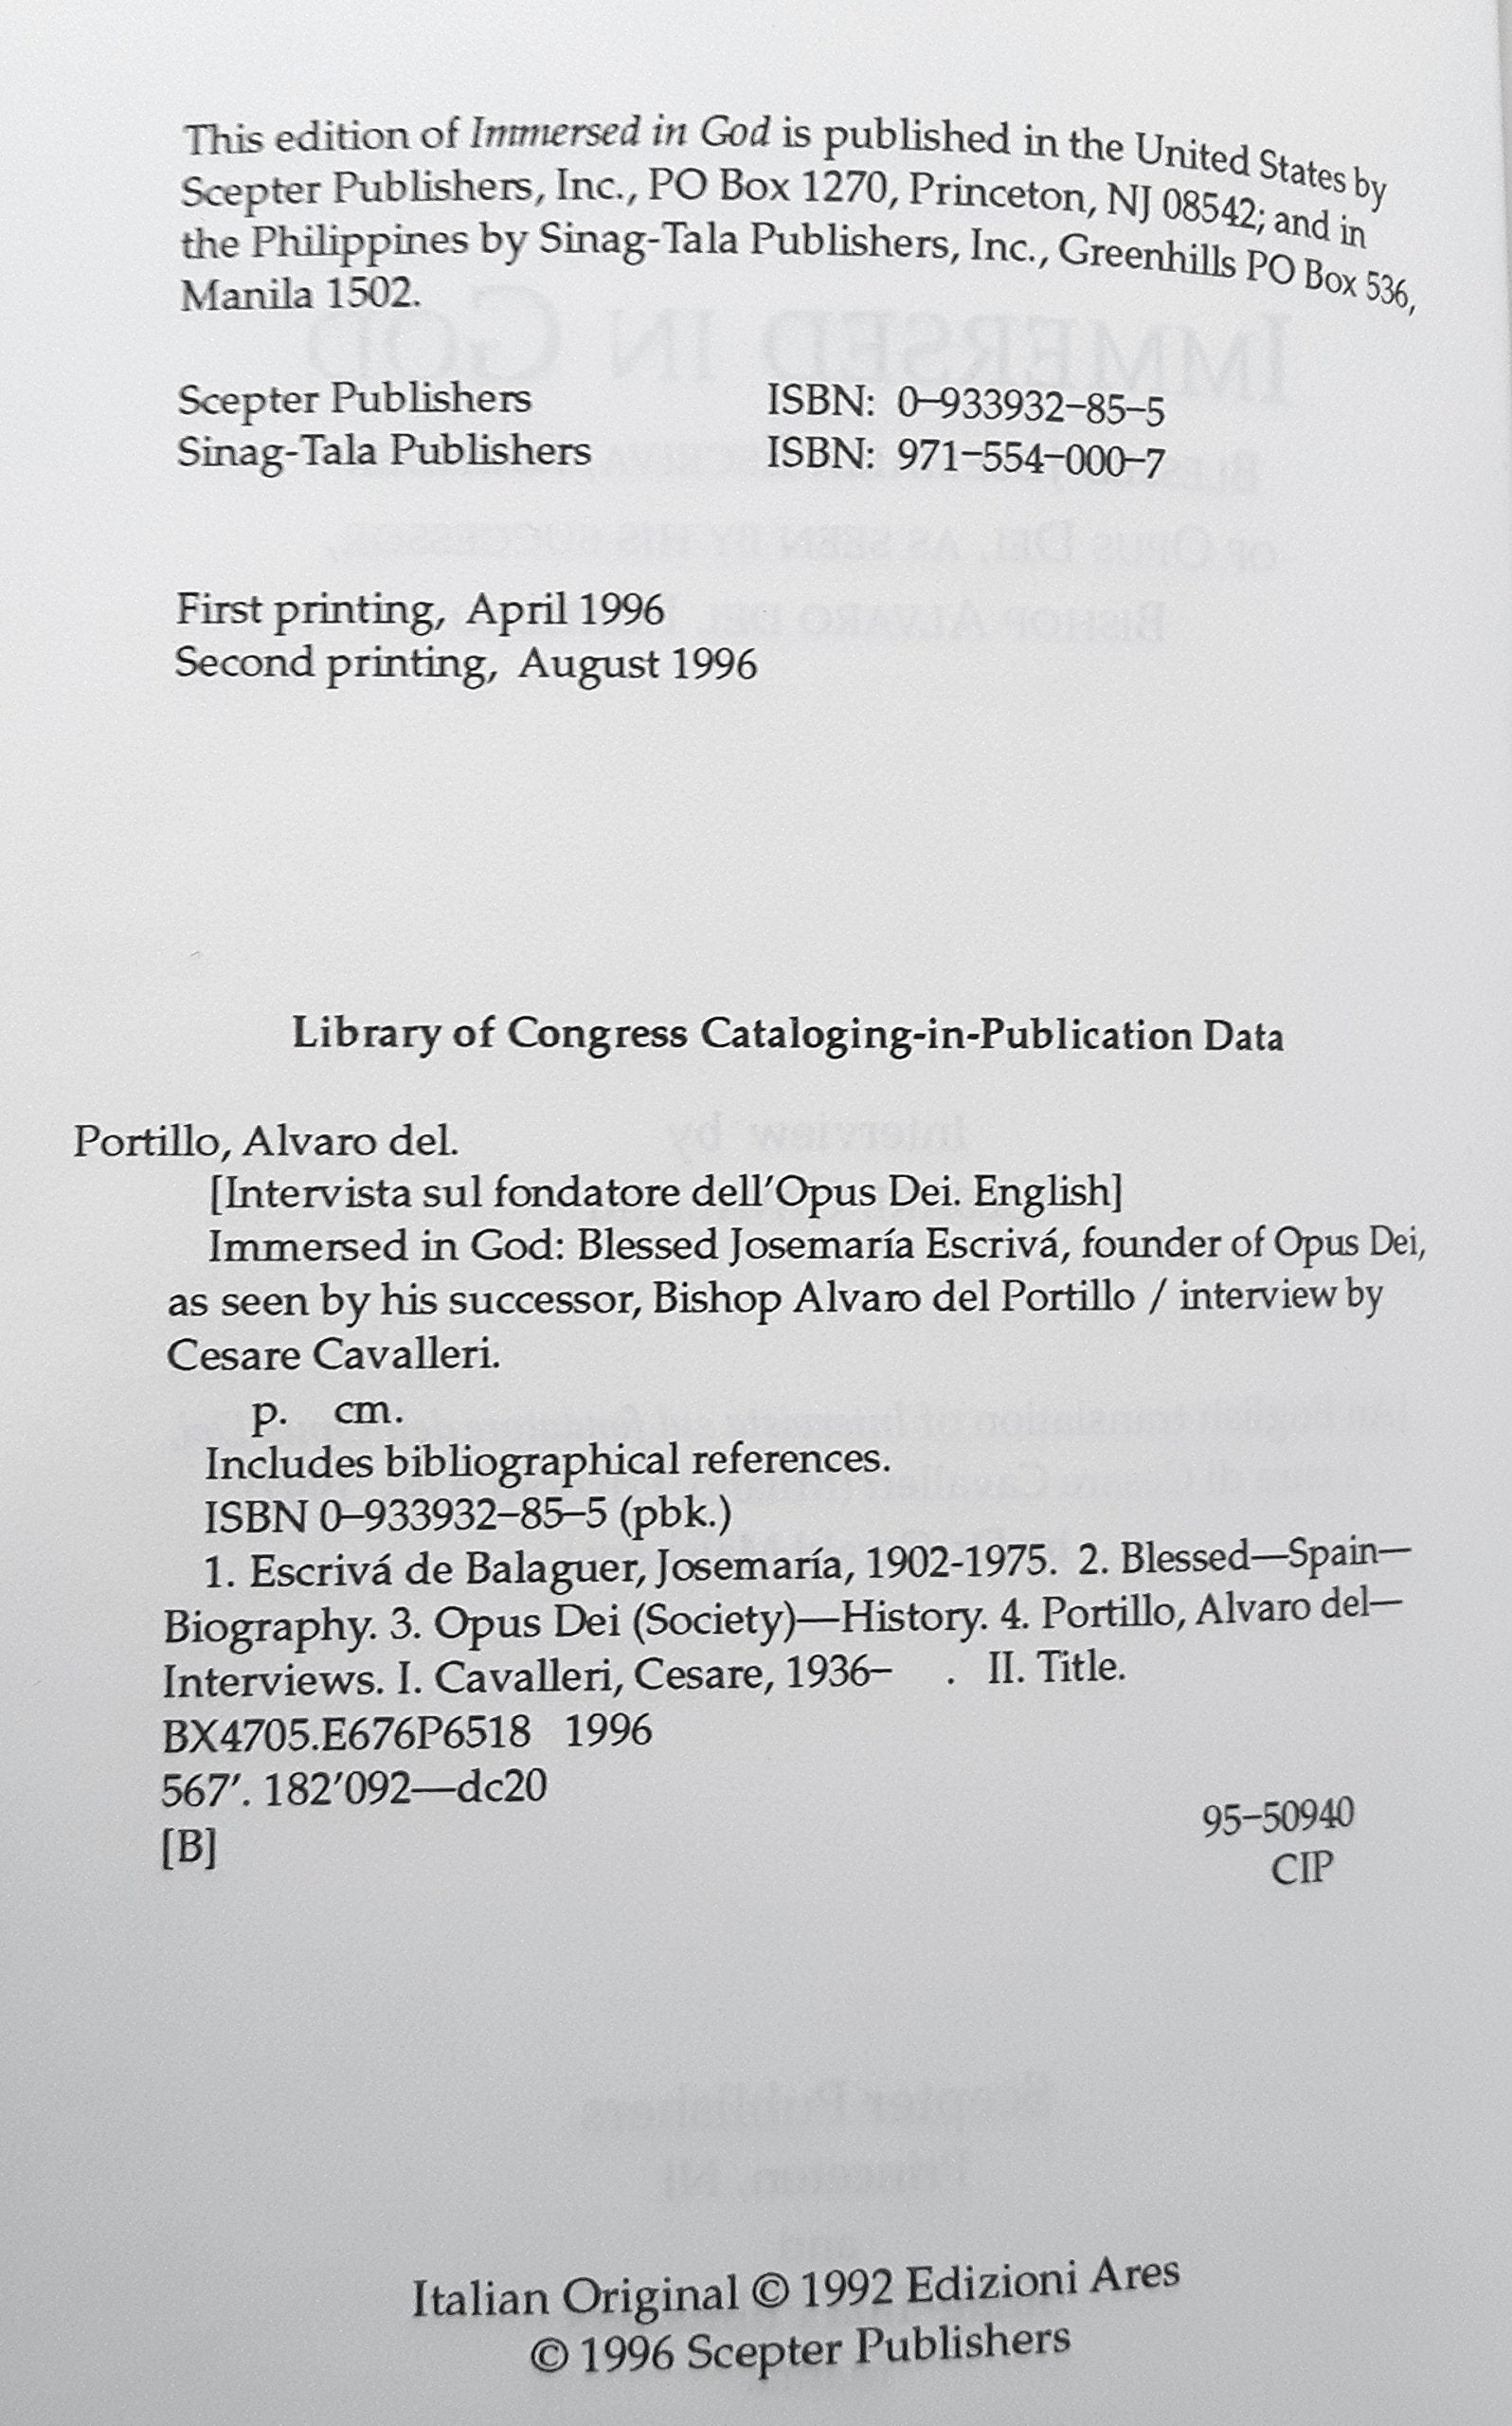 This edition of Immersed in God is published in the United States by
Scepter Publishers, Inc., PO Box 1270, Princeton, NJ 08542; and in
the Philippines by Sinag-Tala Publishers, Inc., Greenhills PO Box 536,
Manila 1502.
Scepter Publishers ISBN: 0–933932–85–5
Sinag-Tala Publishers ISBN: 971–554–000–7
First printing, April 1996
Second printing, August 1996
Library of Congress Cataloging-in-Publication Data
Portillo, Alvaro del.
[Intervista sul fondatore dell'Opus Dei. English]
Immersed in God: Blessed Josemaría Escrivá, founder of Opus Dei,
as seen by his successor, Bishop Alvaro del Portillo / interview by
Cesare Cavalleri.
p. cm.
Includes bibliographical references.
ISBN 0–933932–85–5 (pbk.)
1. Escrivá de Balaguer, Josemaría, 1902-1975. 2. Blessed—Spain—
Biography. 3. Opus Dei (Society)—History. 4. Portillo, Alvaro del—
Interviews. I. Cavalleri, Cesare, 1936– . II. Title.
BX4705.E676P6518 1996
567'. 182'092—dc20
[B]
95–50940
CIP
Italian Original © 1992 Edizioni Ares
© 1996 Scepter Publishers